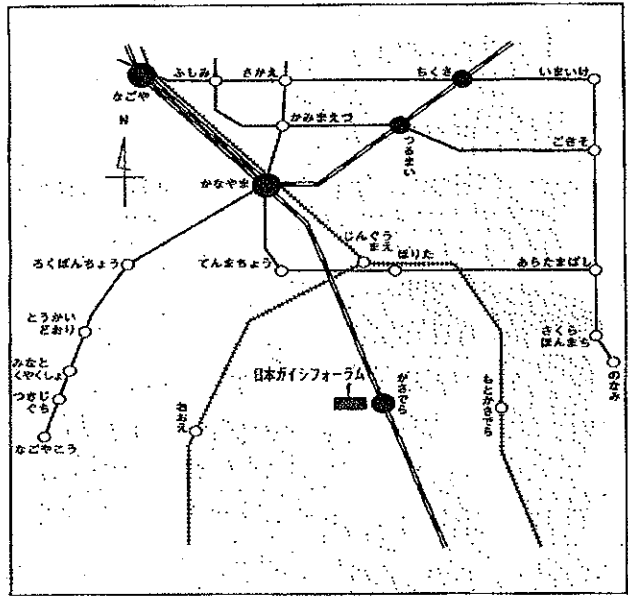 ふしみ
さかえ
ちくさ
いまいけ
なごや
かみまえづ
つるまい
ごきそ
N
かなやま
じんぐう
まえ
ほりた
ろくばんちょう
てんまちょう
あらたまばし
とうかい
どおり
さくら
ほんまち
みなと
くやくしょ
日本ガイシフォーラム
かさでら
のなみ
つきじ
ぐち
おおえ
もとかさでら
なごやこう